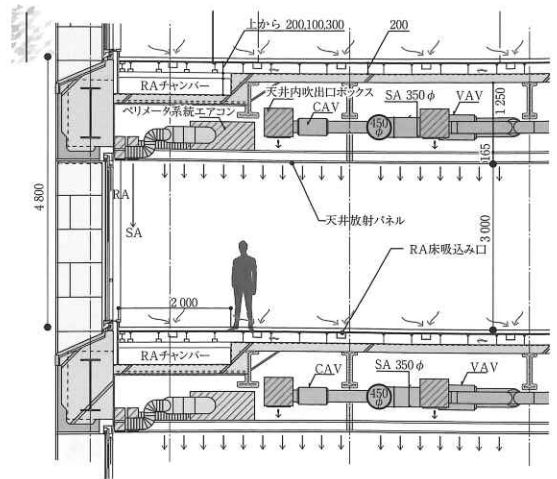 上から 200,100,300
200
RAチャンバー
天井内吹出口ボックス
ペリメータ系統エアコン
CAV
SA 350φ
VAV
450φ
1 250
165
4 800
RA
SA
天井放射パネル
3 000
RA床吸込み口
2 000
RAチャンバー
CAV
SA 350φ
VAV
450φ